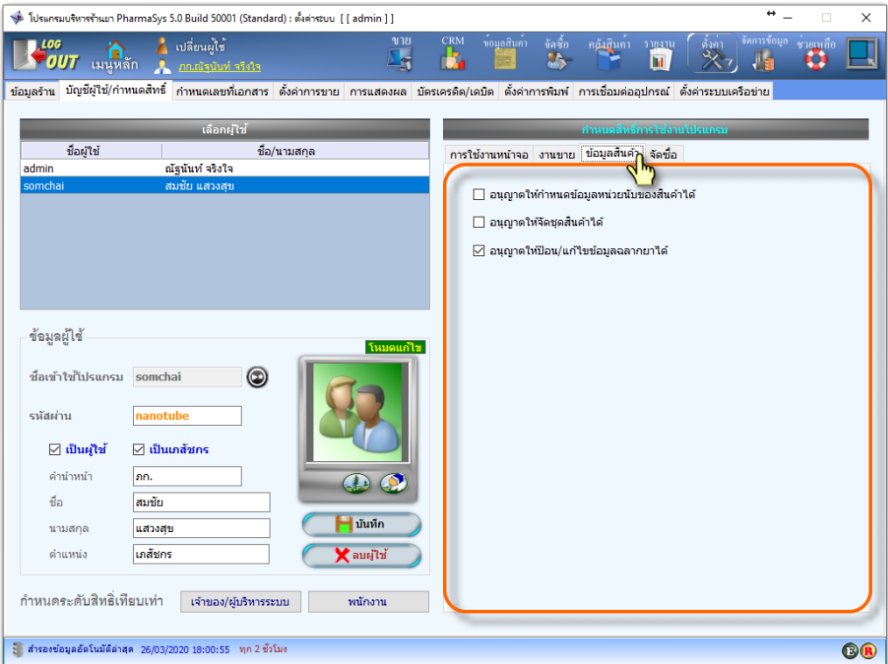 โปรแกรมบริหารร้านยา PharmaSys 5.0 Build 50001 (Standard) : ตั้งค่าระบบ [[ admin ]]
LOG OUT
เมนูหลัก
เปลี่ยนผู้ใช้
ภก.ณัฐนันท์ จริงใจ
ขาย CRM ข้อมูลสินค้า จัดซื้อ คลังสินค้า รายงาน ตั้งค่า จัดการข้อมูล ช่วยเหลือ
ข้อมูลร้าน บัญชีผู้ใช้/กำหนดสิทธิ์ กำหนดเลขที่เอกสาร ตั้งค่าการขาย การแสดงผล บัตรเครดิต/เดบิต ตั้งค่าการพิมพ์ การเชื่อมต่ออุปกรณ์ ตั้งค่าระบบเครือข่าย
เลือกผู้ใช้
ชื่อผู้ใช้ ชื่อ/นามสกุล
admin ณัฐนันท์ จริงใจ
somchai สมชัย แสวงสุข
ข้อมูลผู้ใช้
โหมดแก้ไข
ชื่อเข้าใช้โปรแกรม somchai
รหัสผ่าน nanotube
เป็นผู้ใช้ เป็นเภสัชกร
คำนำหน้า ภก.
ชื่อ สมชัย
นามสกุล แสวงสุข
ตำแหน่ง เภสัชกร
บันทึก
ลบผู้ใช้
กำหนดระดับสิทธิ์เทียบเท่า เจ้าของ/ผู้บริหารระบบ พนักงาน
กำหนดสิทธิ์การใช้งานโปรแกรม
การใช้งานหน้าจอ งานขาย ข้อมูลสินค้า จัดซื้อ
อนุญาตให้กำหนดข้อมูลหน่วยนับของสินค้าได้
อนุญาตให้จัดชุดสินค้าได้
อนุญาตให้ป้อน/แก้ไขข้อมูลฉลากยาได้
สำรองข้อมูลอัตโนมัติล่าสุด 26/03/2020 18:00:55 ทุก 2 ชั่วโมง
E R